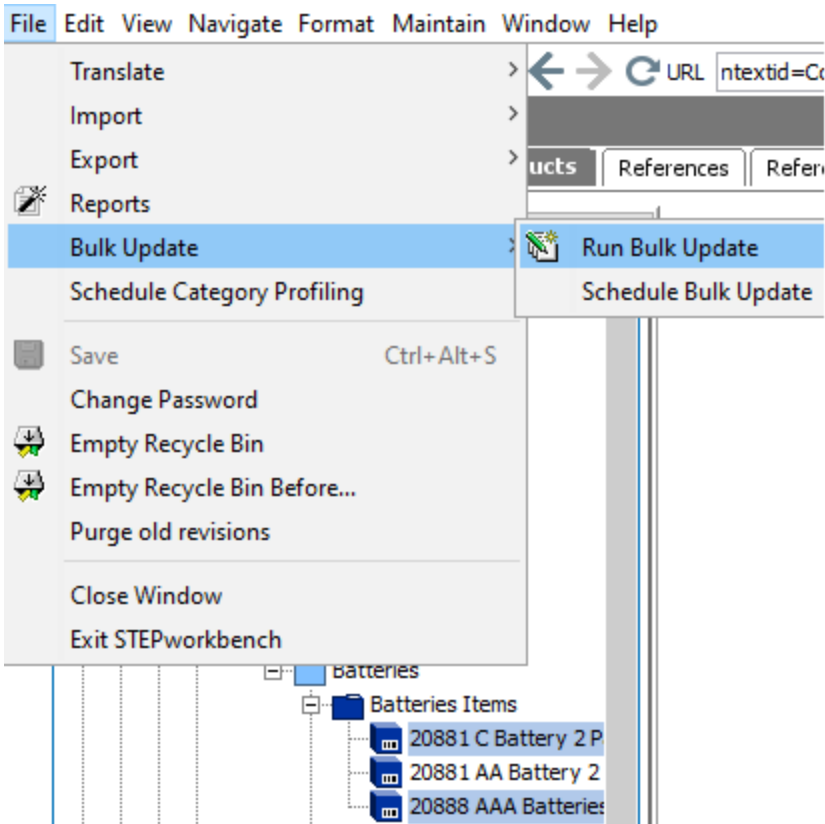 File Edit View Navigate Format Maintain Window Help
Translate
URL ntextid=Co
Import
Export
ucts References Refer
Reports
Bulk Update
Run Bulk Update
Schedule Category Profiling
Schedule Bulk Update
Save Ctrl+Alt+S
Change Password
Empty Recycle Bin
Empty Recycle Bin Before...
Purge old revisions
Close Window
Exit STEPworkbench
Batteries
Batteries Items
20881 C Battery 2 P
20881 AA Battery 2
20888 AAA Batteries